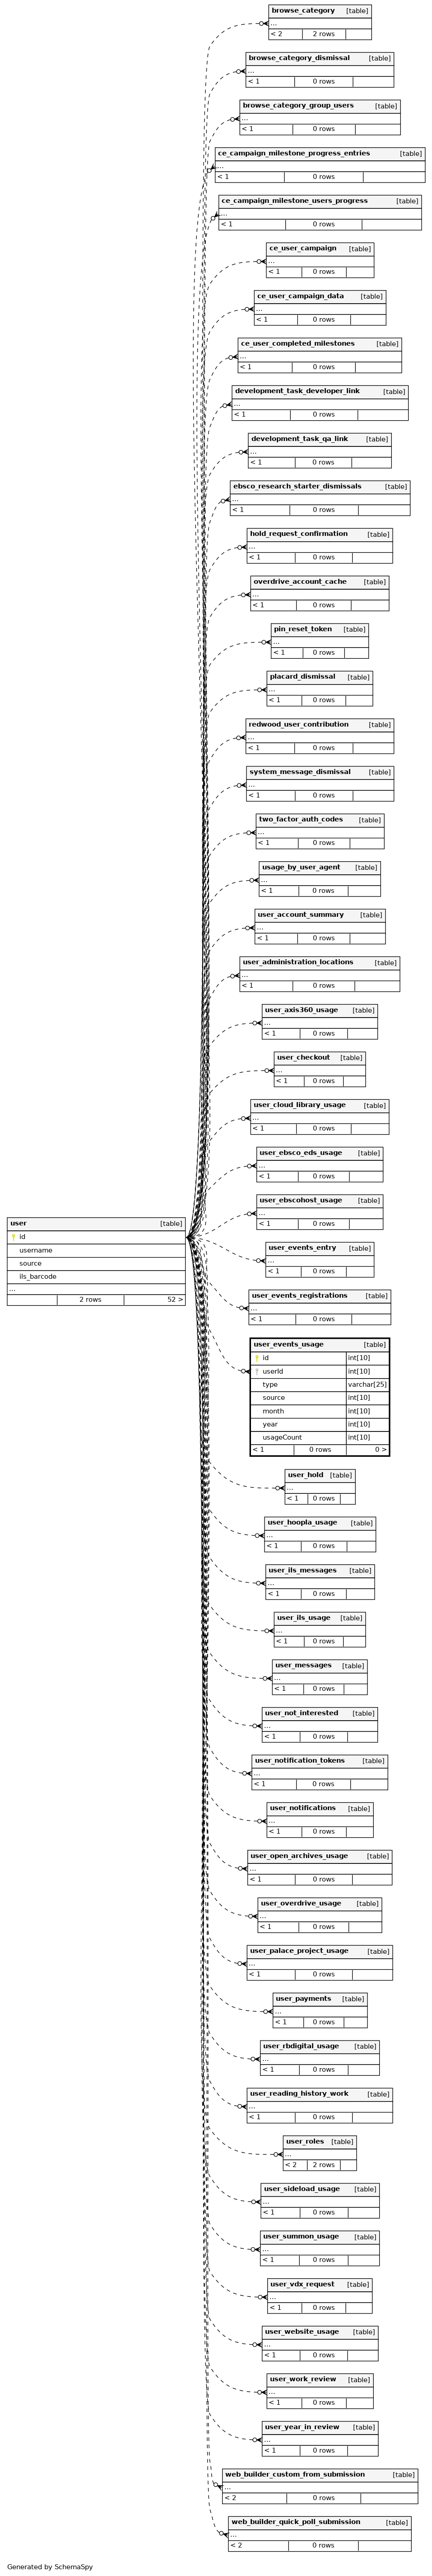 browse_category [table]
...
< 2 2 rows
browse_category_dismissal [table]
...
< 1 0 rows
browse_category_group_users [table]
...
< 1 0 rows
ce_campaign_milestone_progress_entries [table]
...
< 1 0 rows
ce_campaign_milestone_users_progress [table]
...
< 1 0 rows
ce_user_campaign [table]
...
< 1 0 rows
ce_user_campaign_data [table]
...
< 1 0 rows
ce_user_completed_milestones [table]
...
< 1 0 rows
development_task_developer_link [table]
...
< 1 0 rows
development_task_qa_link [table]
...
< 1 0 rows
ebsco_research_starter_dismissals [table]
...
< 1 0 rows
hold_request_confirmation [table]
...
< 1 0 rows
overdrive_account_cache [table]
...
< 1 0 rows
pin_reset_token [table]
...
< 1 0 rows
placard_dismissal [table]
...
< 1 0 rows
redwood_user_contribution [table]
...
< 1 0 rows
system_message_dismissal [table]
...
< 1 0 rows
two_factor_auth_codes [table]
...
< 1 0 rows
usage_by_user_agent [table]
...
< 1 0 rows
user_account_summary [table]
...
< 1 0 rows
user_administration_locations [table]
...
< 1 0 rows
user_axis360_usage [table]
...
< 1 0 rows
user_checkout [table]
...
< 1 0 rows
user_cloud_library_usage [table]
...
< 1 0 rows
user_ebsco_eds_usage [table]
...
< 1 0 rows
user_ebscohost_usage [table]
...
< 1 0 rows
user [table]
id
username
source
ils_barcode
...
2 rows 52 >
user_events_entry [table]
...
< 1 0 rows
user_events_registrations [table]
...
< 1 0 rows
user_events_usage [table]
id int[10]
userId int[10]
type varchar[25]
source int[10]
month int[10]
year int[10]
usageCount int[10]
< 1 0 rows 0 >
user_hold [table]
...
< 1 0 rows
user_hoopla_usage [table]
...
< 1 0 rows
user_ils_messages [table]
...
< 1 0 rows
user_ils_usage [table]
...
< 1 0 rows
user_messages [table]
...
< 1 0 rows
user_not_interested [table]
...
< 1 0 rows
user_notification_tokens [table]
...
< 1 0 rows
user_notifications [table]
...
< 1 0 rows
user_open_archives_usage [table]
...
< 1 0 rows
user_overdrive_usage [table]
...
< 1 0 rows
user_palace_project_usage [table]
...
< 1 0 rows
user_payments [table]
...
< 1 0 rows
user_rbdigital_usage [table]
...
< 1 0 rows
user_reading_history_work [table]
...
< 1 0 rows
user_roles [table]
...
< 2 2 rows
user_sideload_usage [table]
...
< 1 0 rows
user_summon_usage [table]
...
< 1 0 rows
user_vdx_request [table]
...
< 1 0 rows
user_website_usage [table]
...
< 1 0 rows
user_work_review [table]
...
< 1 0 rows
user_year_in_review [table]
...
< 1 0 rows
web_builder_custom_from_submission [table]
...
< 2 0 rows
web_builder_quick_poll_submission [table]
...
< 2 0 rows
Generated by SchemaSpy